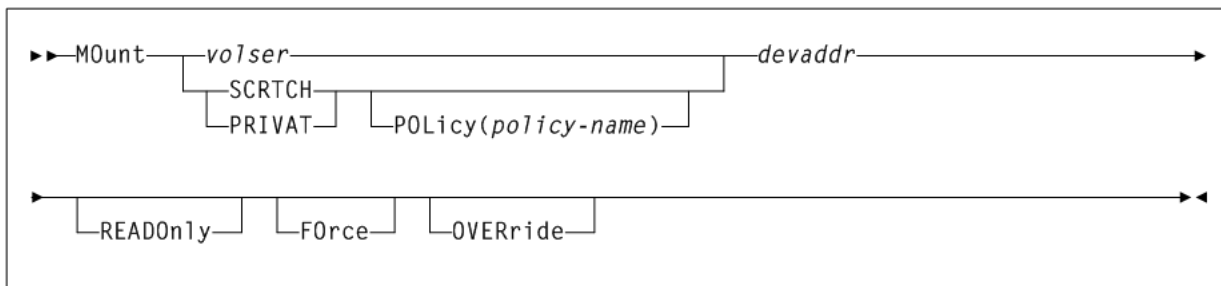 MOunt volser devaddr
SCRTCH
PRIVAT POLicy(policy-name)
READOnly FOrce OVERride